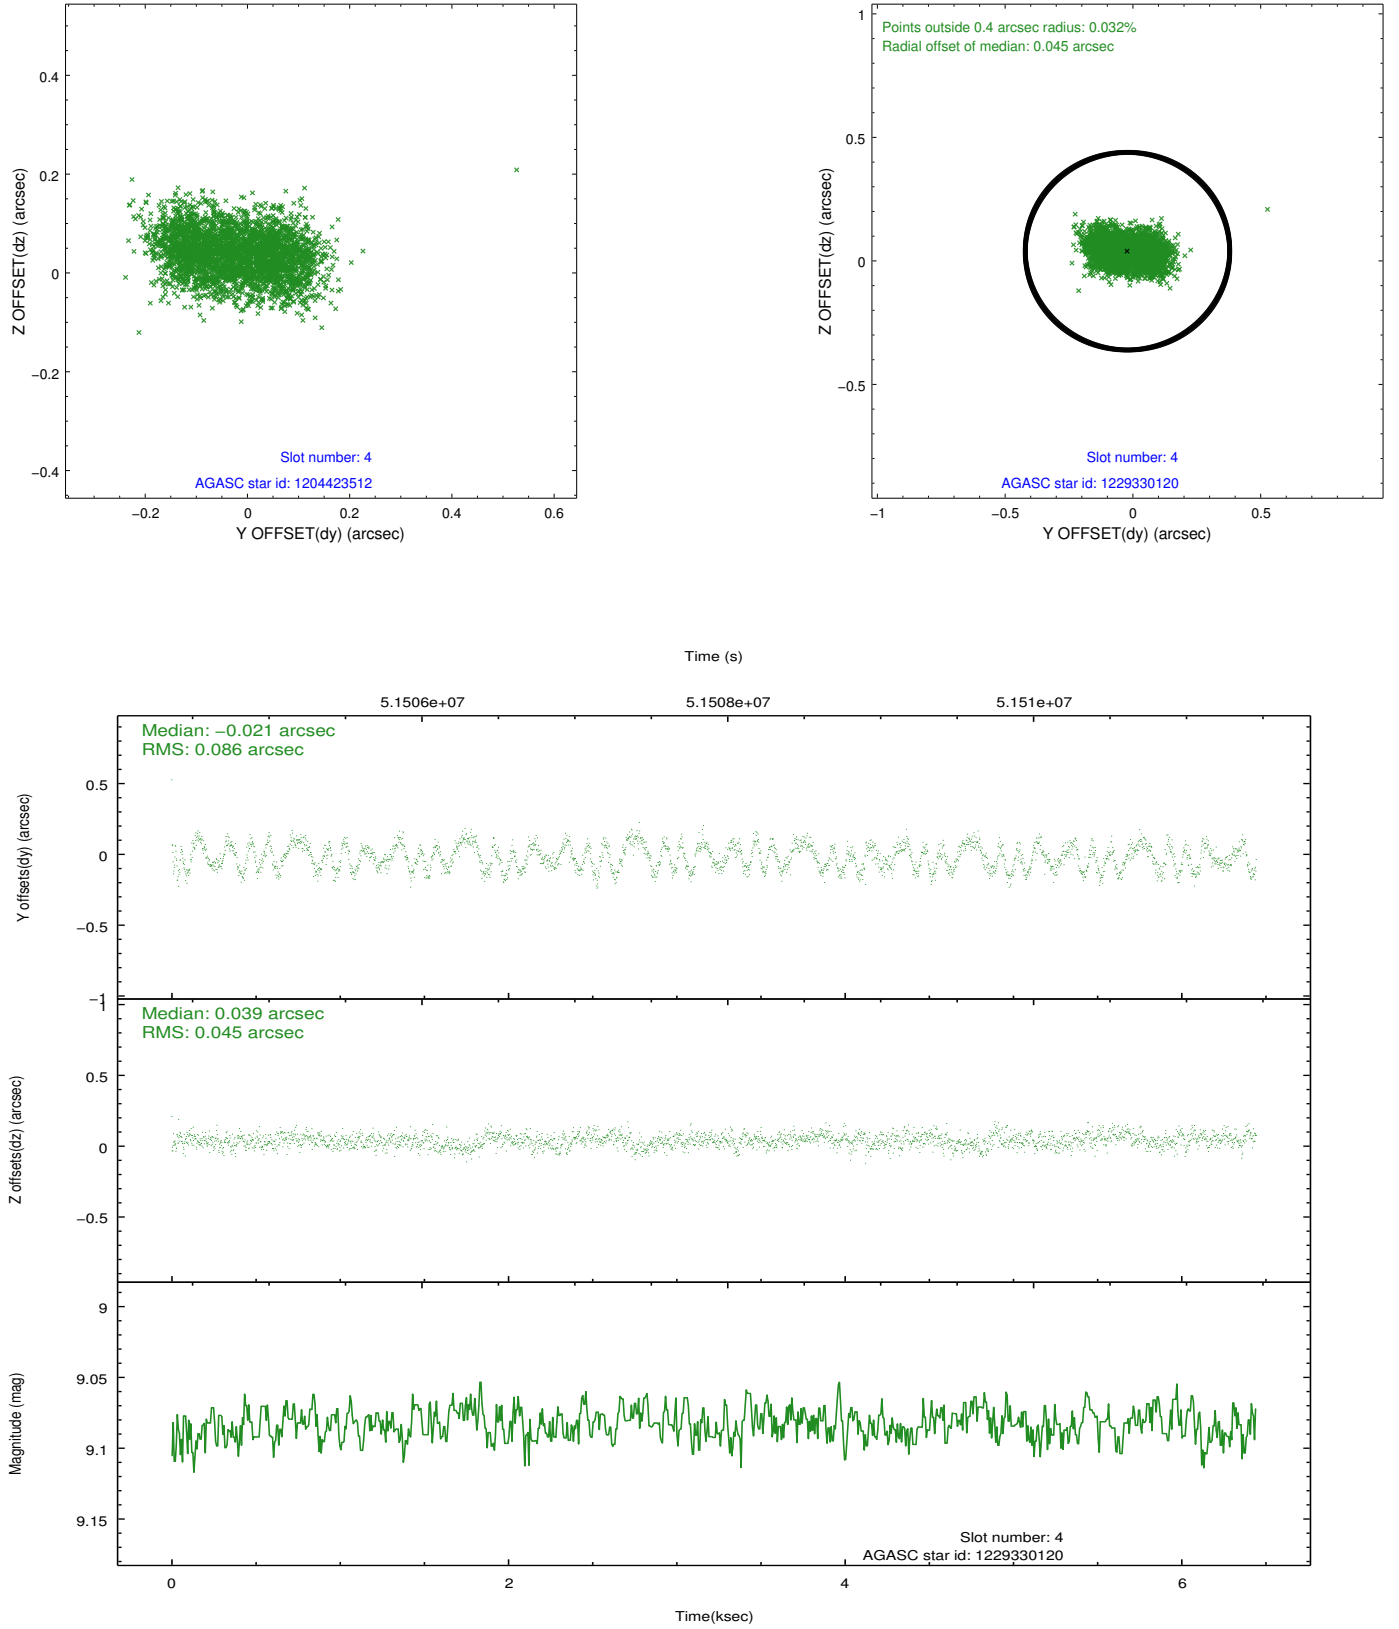 0.4
0.2
0
−0.2
−0.4
Z OFFSET(dz) (arcsec)
Slot number: 4
AGASC star id: 1204423512
−0.2 0 0.2 0.4 0.6
Y OFFSET(dy) (arcsec)
Points outside 0.4 arcsec radius: 0.032%
Radial offset of median: 0.045 arcsec
1
0.5
0
−0.5
Z OFFSET(dz) (arcsec)
Slot number: 4
AGASC star id: 1229330120
−1 −0.5 0 0.5
Y OFFSET(dy) (arcsec)
Time (s)
5.1506e+07 5.1508e+07 5.151e+07
Median: −0.021 arcsec
RMS: 0.086 arcsec
0.5
0
−0.5
−1
Y offsets(dy) (arcsec)
1
Median: 0.039 arcsec
RMS: 0.045 arcsec
0.5
0
−0.5
Z offsets(dz) (arcsec)
9
9.05
9.1
9.15
Magnitude (mag)
Slot number: 4
AGASC star id: 1229330120
0 2 4 6
Time(ksec)